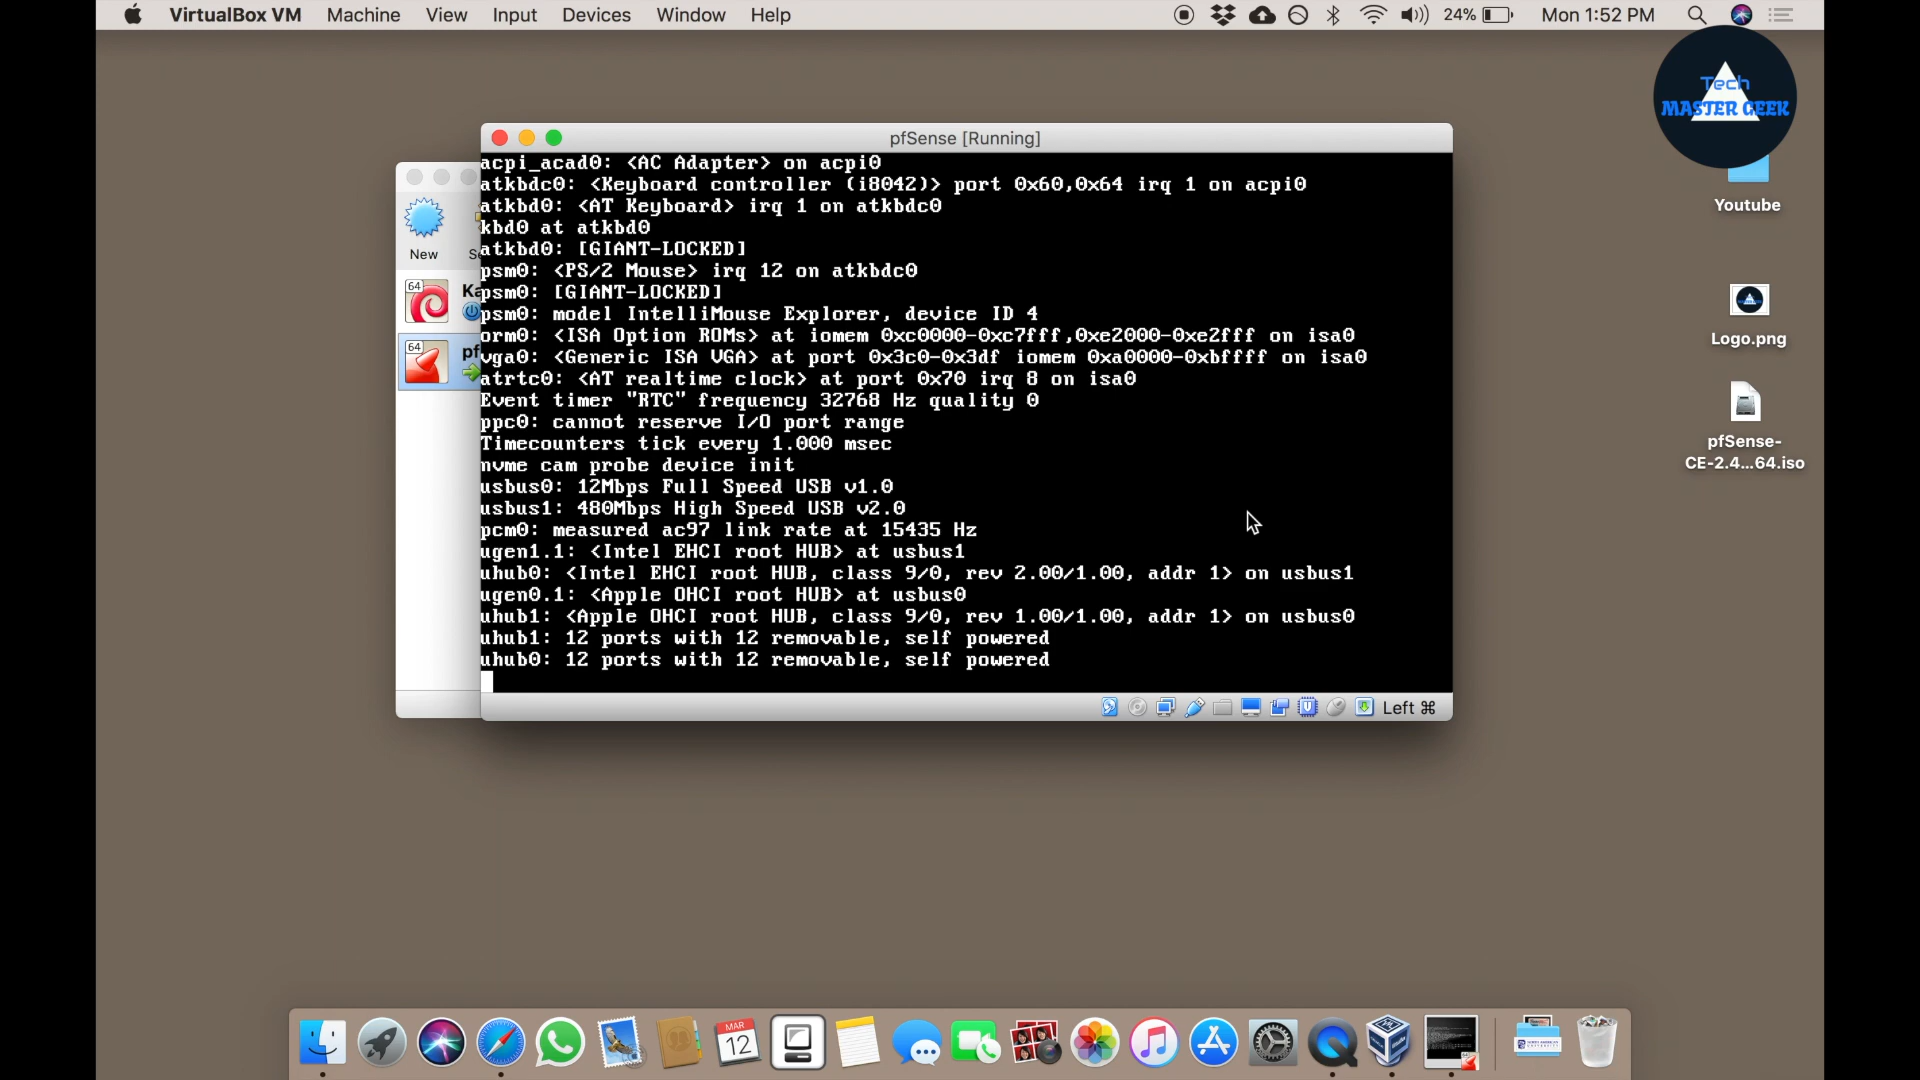 VirtualBox VM Machine View Input Devices Window Help
24% Mon 1:52 PM
Tech
MASTER GEEK
Youtube
Logo.png
pfSense-
CE-2.4...64.iso
New
64
64
pfSense [Running]
acpi_acad0: <AC Adapter> on acpi0
atkbdc0: <Keyboard controller (i8042)> port 0x60,0x64 irq 1 on acpi0
atkbd0: <AT Keyboard> irq 1 on atkbdc0
kbd0 at atkbd0
atkbd0: [GIANT-LOCKED]
psm0: <PS/2 Mouse> irq 12 on atkbdc0
psm0: [GIANT-LOCKED]
psm0: model IntelliMouse Explorer, device ID 4
orm0: <ISA Option ROMs> at iomem 0xc0000-0xc7fff,0xe2000-0xe2fff on isa0
vga0: <Generic ISA VGA> at port 0x3c0-0x3df iomem 0xa0000-0xbffff on isa0
atrtc0: <AT realtime clock> at port 0x70 irq 8 on isa0
Event timer "RTC" frequency 32768 Hz quality 0
ppc0: cannot reserve I/O port range
Timecounters tick every 1.000 msec
nvme cam probe device init
usbus0: 12Mbps Full Speed USB v1.0
usbus1: 480Mbps High Speed USB v2.0
pcm0: measured ac97 link rate at 15435 Hz
ugen1.1: <Intel EHCI root HUB> at usbus1
uhub0: <Intel EHCI root HUB, class 9/0, rev 2.00/1.00, addr 1> on usbus1
ugen0.1: <Apple OHCI root HUB> at usbus0
uhub1: <Apple OHCI root HUB, class 9/0, rev 1.00/1.00, addr 1> on usbus0
uhub1: 12 ports with 12 removable, self powered
uhub0: 12 ports with 12 removable, self powered
Left ⌘
MAR
12